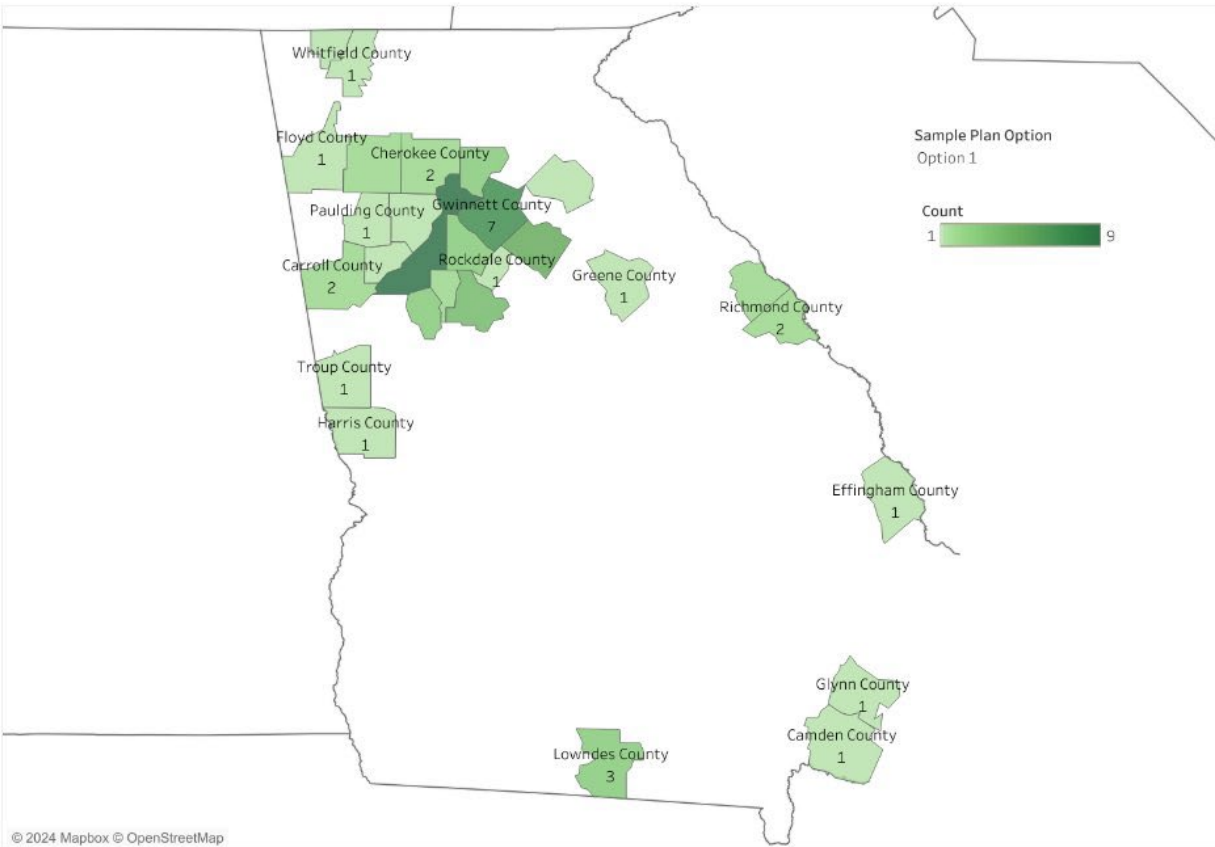 Whitfield County
1
Floyd County
1
Cherokee County
2
Paulding County
1
Gwinnett County
7
Carroll County
2
Rockdale County
1
Greene County
1
Richmond County
2
Troup County
1
Harris County
1
Effingham County
1
Glynn County
1
Camden County
1
Lowndes County
3
Sample Plan Option
Option 1
Count
1 9
© 2024 Mapbox © OpenStreetMap